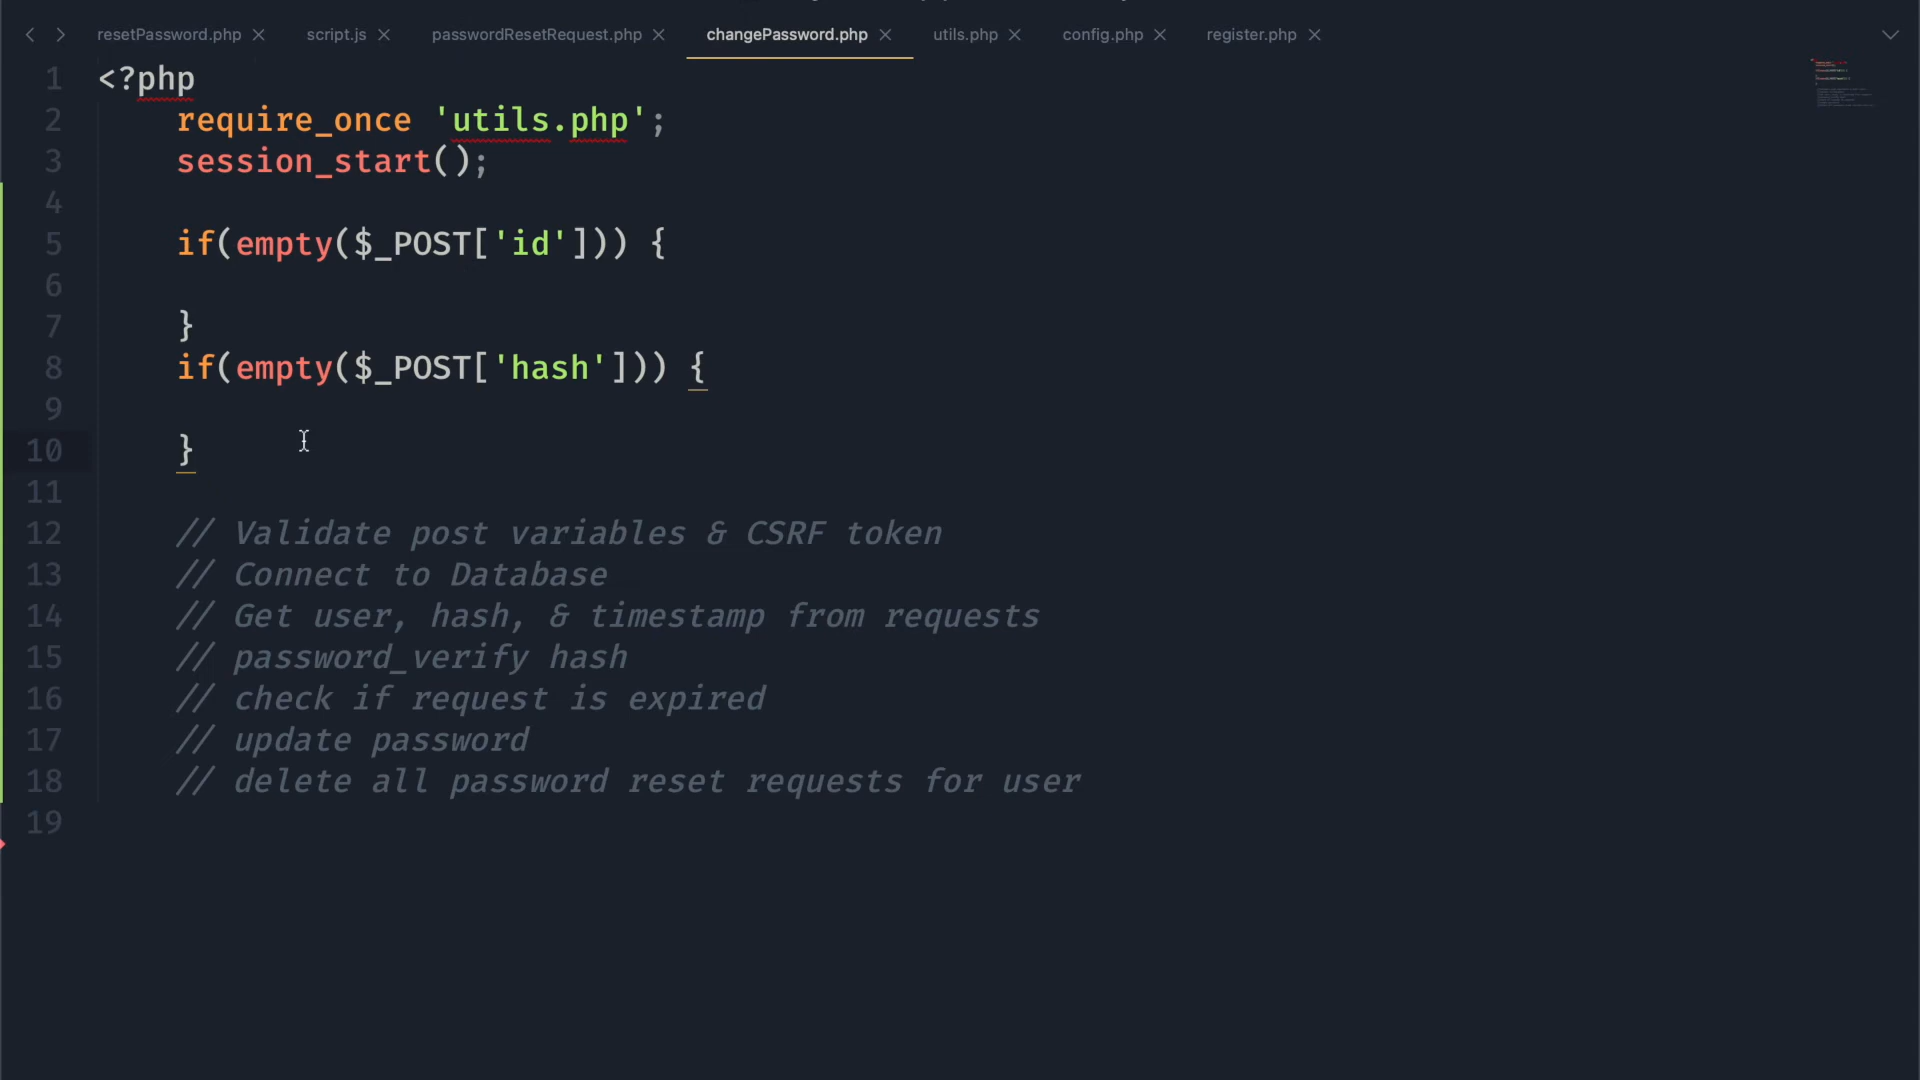 resetPassword.php script.js passwordResetRequest.php changePassword.php utils.php config.php register.php
1 <?php
2 require_once 'utils.php';
3 session_start();
4
5 if(empty($_POST['id'])) {
6
7 }
8 if(empty($_POST['hash'])) {
9
10 }
11
12 // Validate post variables & CSRF token
13 // Connect to Database
14 // Get user, hash, & timestamp from requests
15 // password_verify hash
16 // check if request is expired
17 // update password
18 // delete all password reset requests for user
19